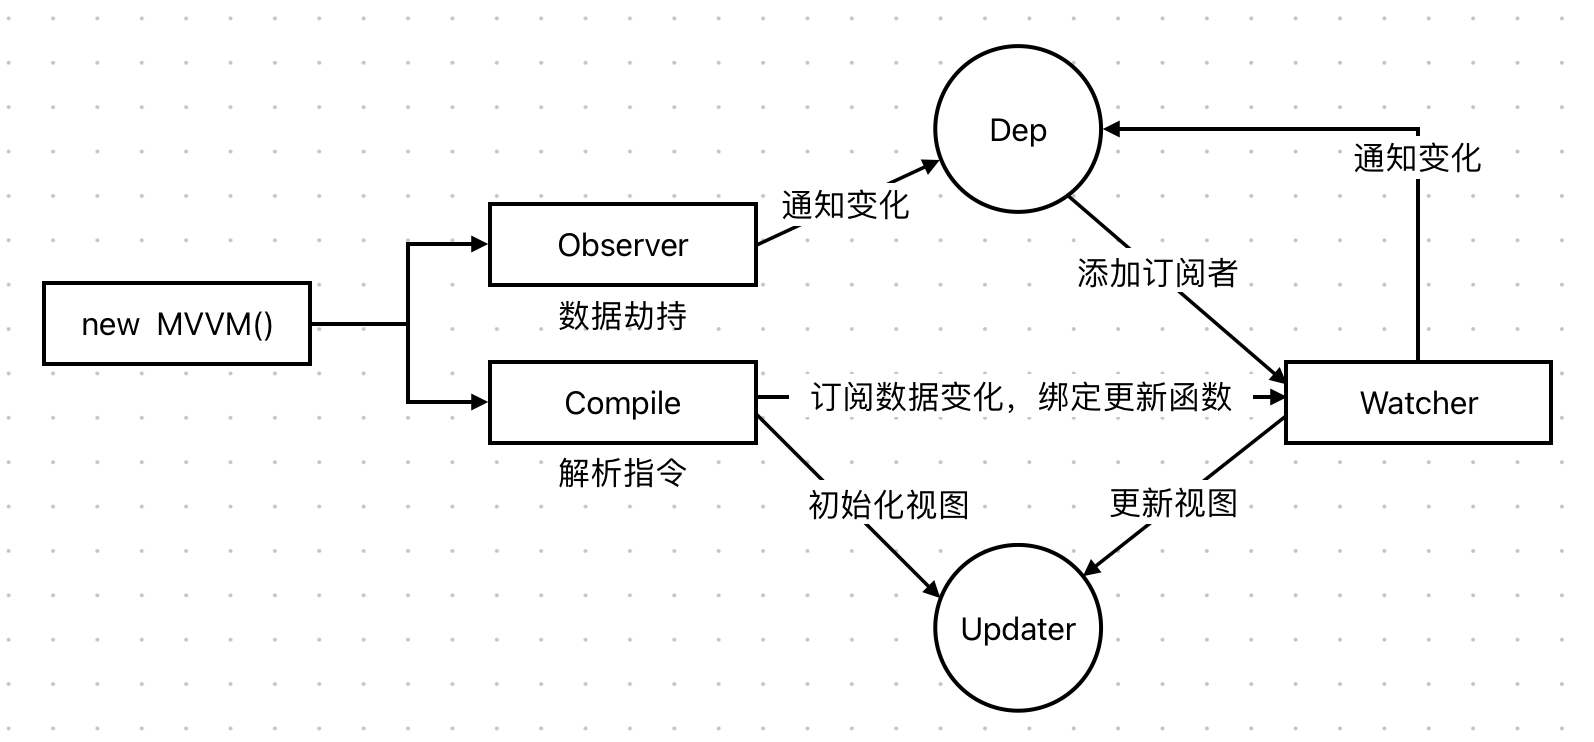 Dep
通知变化
通知变化
Observer
添加订阅者
数据劫持
new MVVM()
Compile
订阅数据变化，绑定更新函数
Watcher
解析指令
初始化视图
更新视图
Updater